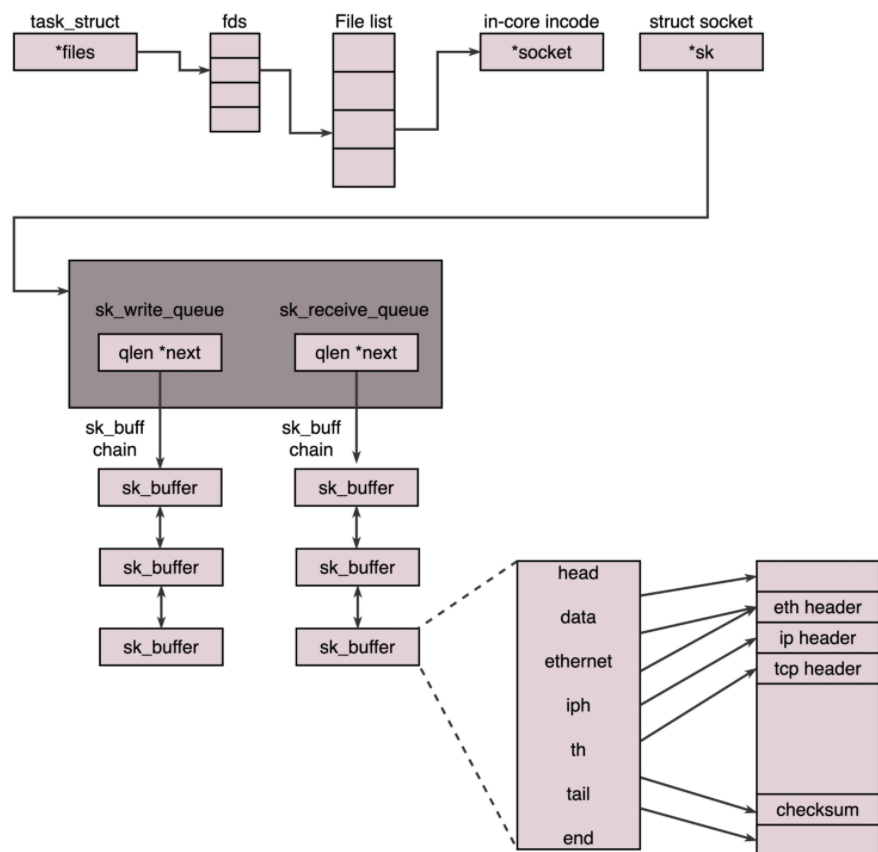 task_struct
fds
File list
in-core incode
struct socket
*files
*socket
*sk
sk_write_queue
sk_receive_queue
qlen *next
qlen *next
sk_buff
chain
sk_buff
chain
sk_buffer
sk_buffer
sk_buffer
sk_buffer
sk_buffer
sk_buffer
head
data
ethernet
iph
th
tail
end
eth header
ip header
tcp header
checksum